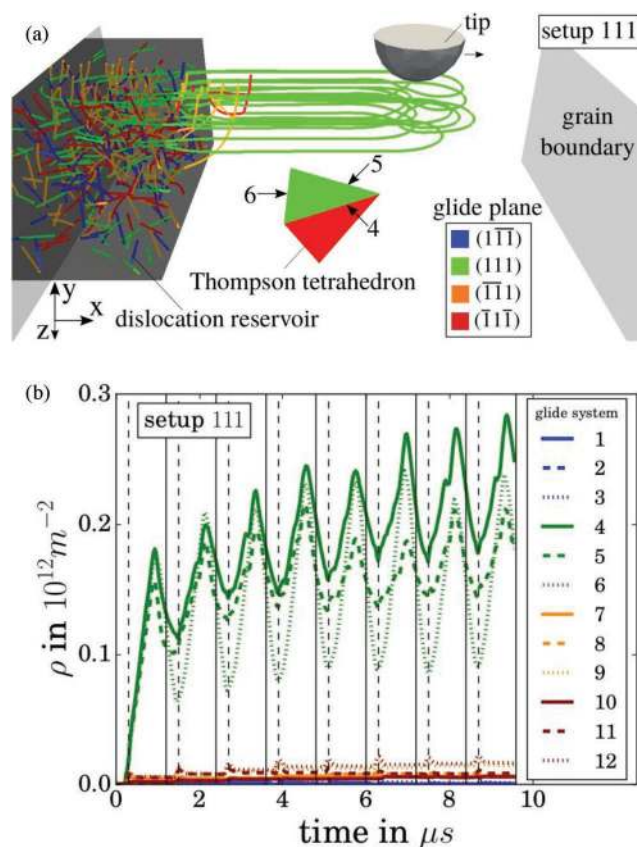 (a)
tip
setup 111
grain
boundary
5
6
4
glide plane
(11̅1̅)
(111)
(1̅1̅1)
(1̅11̅)
Thompson tetrahedron
y
x
z
dislocation reservoir
(b)
setup 111
glide system
1
2
3
4
5
6
7
8
9
10
11
12
0.3
0.2
0.1
0.0
ρ in 10¹²m⁻²
0 2 4 6 8 10
time in μs